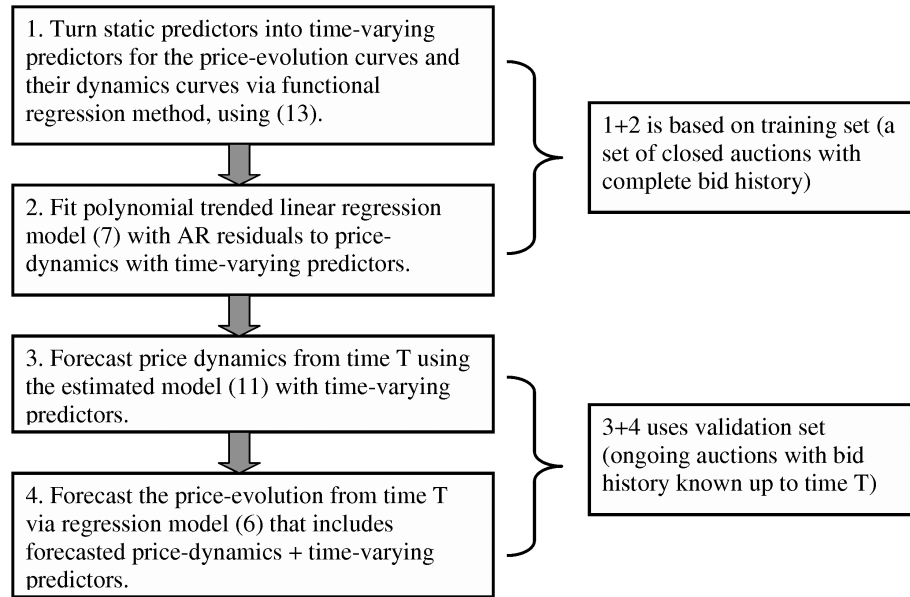 1. Turn static predictors into time-varying
predictors for the price-evolution curves and
their dynamics curves via functional
regression method, using (13).
2. Fit polynomial trended linear regression
model (7) with AR residuals to price-
dynamics with time-varying predictors.
1+2 is based on training set (a
set of closed auctions with
complete bid history)
3. Forecast price dynamics from time T using
the estimated model (11) with time-varying
predictors.
4. Forecast the price-evolution from time T
via regression model (6) that includes
forecasted price-dynamics + time-varying
predictors.
3+4 uses validation set
(ongoing auctions with bid
history known up to time T)